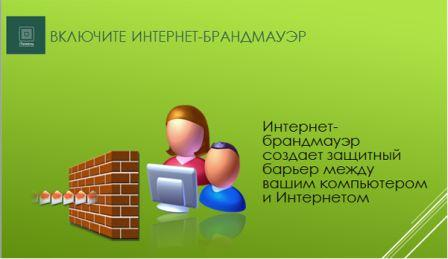 ВКЛЮЧИТЕ ИНТЕРНЕТ-БРАНДМАУЭР
Интернет-
брандмауэр
создает защитный
барьер между
вашим компьютером
и Интернетом